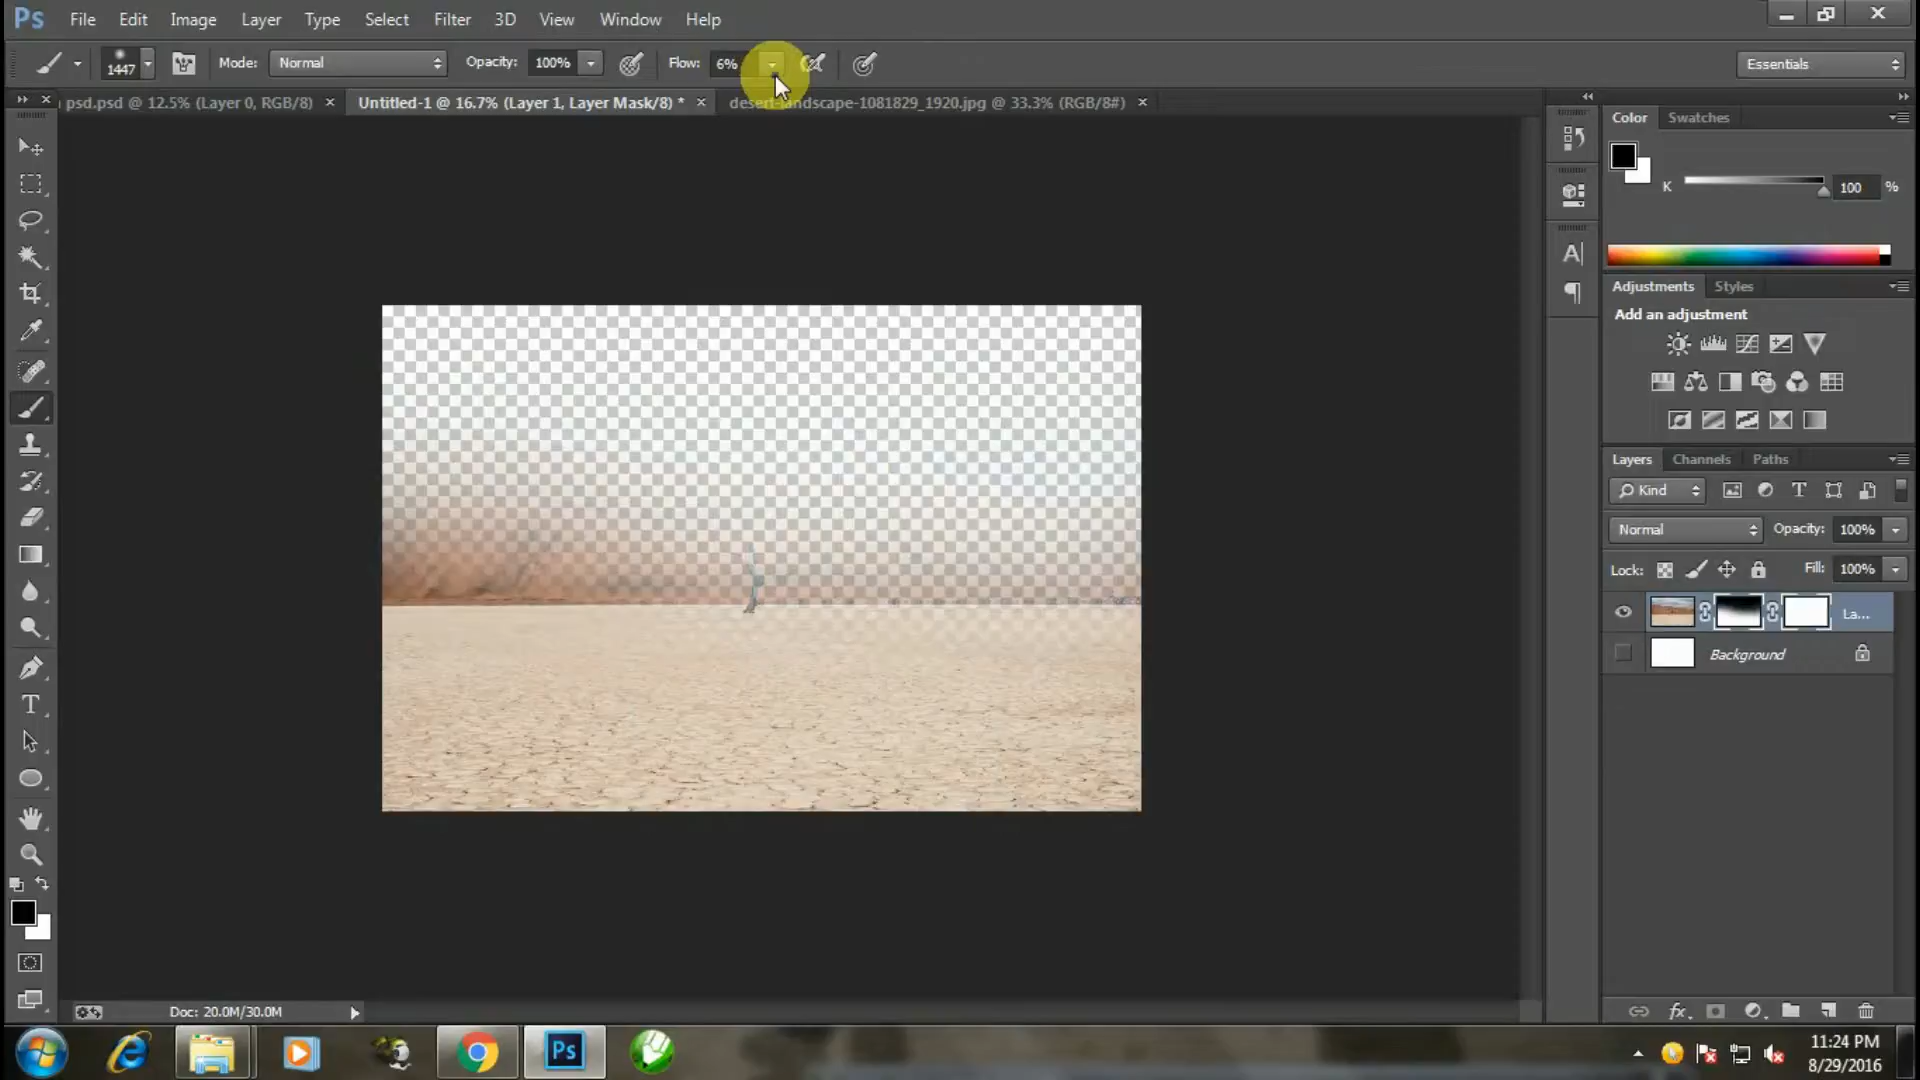 Ps File Edit Image Layer Type Select Filter 3D View Window Help
1447 Mode: Normal Opacity: 100% Flow: 6% Essentials
psd.psd @ 12.5% (Layer 0, RGB/8) × Untitled-1 @ 16.7% (Layer 1, Layer Mask/8) * × desert-landscape-1081829_1920.jpg @ 33.3% (RGB/8#) ×
Color Swatches
K 100 %
Adjustments Styles
Add an adjustment
Layers Channels Paths
Kind
Normal Opacity: 100%
Lock: Fill: 100%
La...
Background
Doc: 20.0M/30.0M
Ps
11:24 PM
8/29/2016